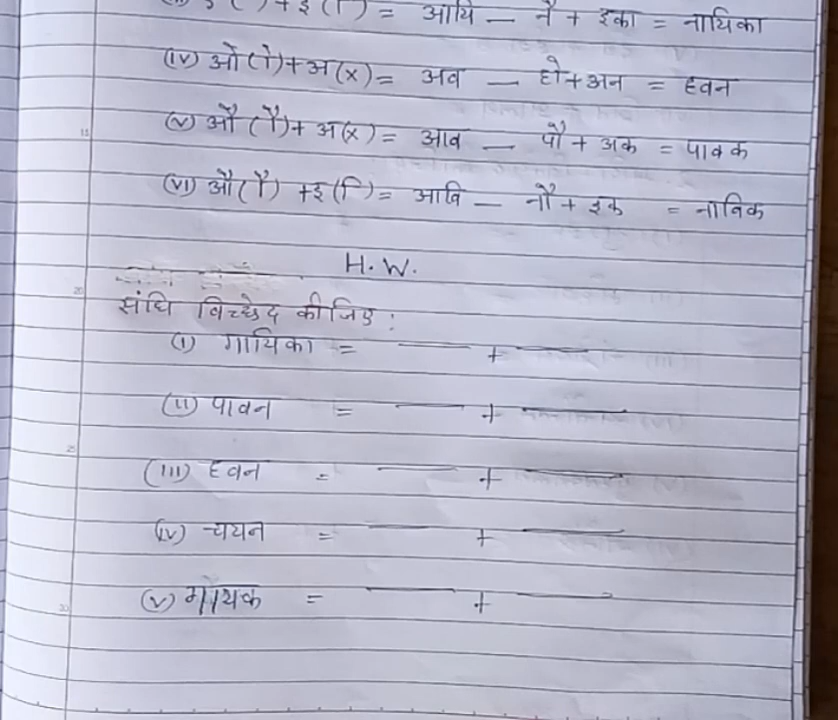 + इ (ि) = आयि — नै + इका = नायिका
(iv) ओ (ो) + अ (x) = अव — हो + अन = हवन
(v) औ (ौ) + अ (x) = आव — पौ + अक = पावक
(vi) औ (ौ) + इ (ि) = आवि — नौ + इक = नाविक
H.W.
संधि विच्छेद कीजिए :
(i) गायिका = — + —
(ii) पावन = — + —
(iii) हवन = — + —
(iv) चयन = — + —
(v) गायक = — + —